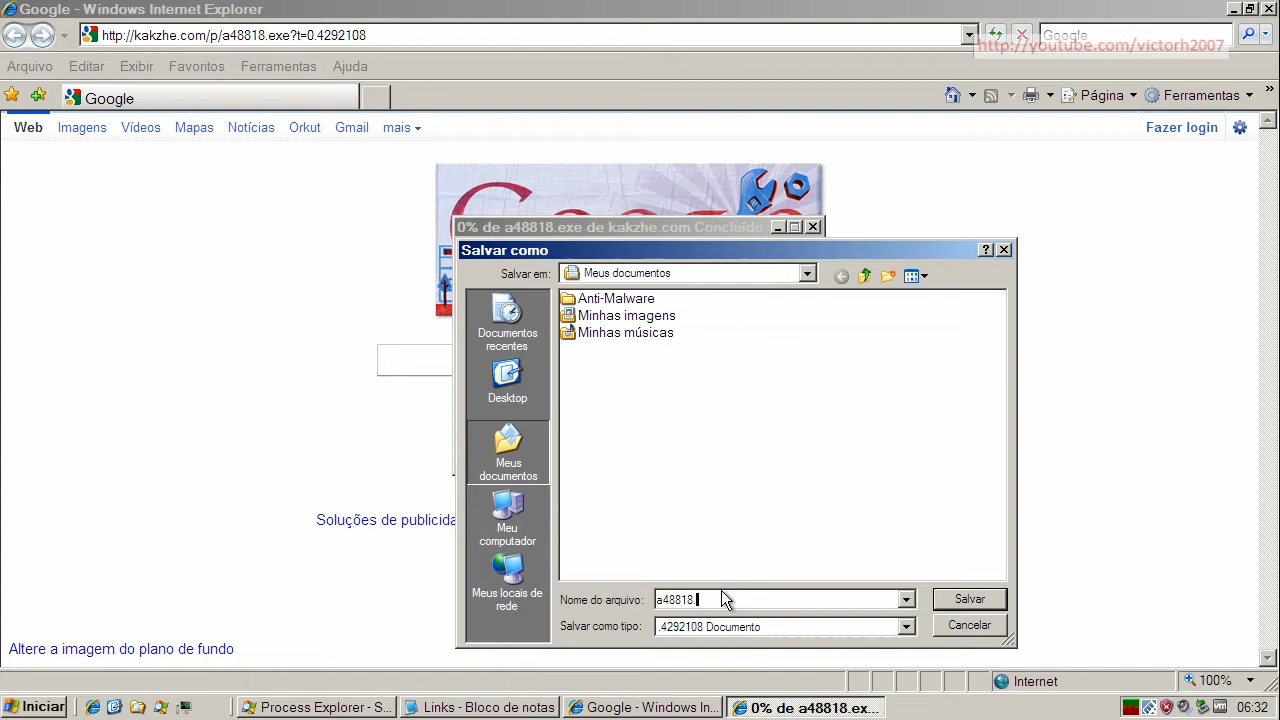 Google - Windows Internet Explorer
http://kakzhe.com/p/a48818.exe?t=0.4292108
Google
http://youtube.com/victorh2007
Arquivo Editar Exibir Favoritos Ferramentas Ajuda
Google
Página Ferramentas
Web Imagens Vídeos Mapas Notícias Orkut Gmail mais
Fazer login
0% de a48818.exe de kakzhe.com Concluído
Salvar como
Salvar em: Meus documentos
Documentos recentes
Desktop
Meus documentos
Meu computador
Meus locais de rede
Anti-Malware
Minhas imagens
Minhas músicas
Nome do arquivo: a48818.
Salvar
Salvar como tipo: .4292108 Documento
Cancelar
Soluções de publicida
Altere a imagem do plano de fundo
Internet
100%
Iniciar
Process Explorer - S...
Links - Bloco de notas
Google - Windows In...
0% de a48818.ex...
06:32